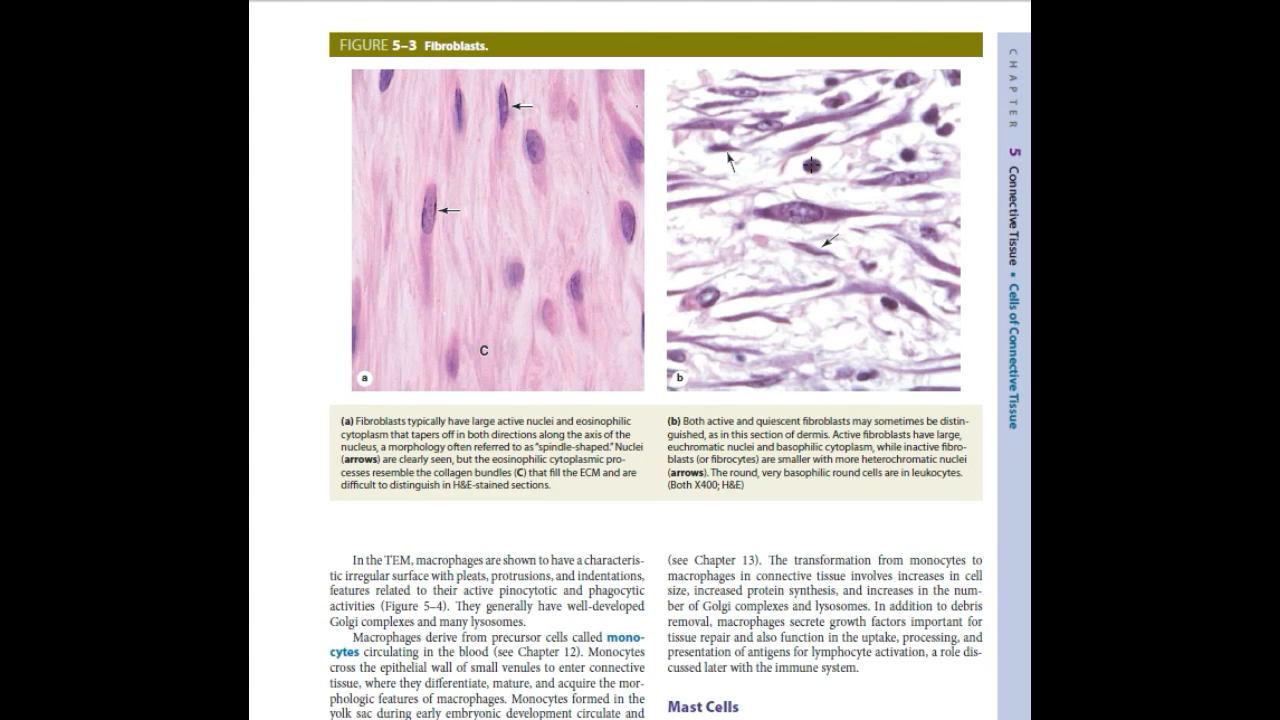 FIGURE 5–3 Fibroblasts.
C
a
b
(a) Fibroblasts typically have large active nuclei and eosinophilic
cytoplasm that tapers off in both directions along the axis of the
nucleus, a morphology often referred to as “spindle-shaped.” Nuclei
(arrows) are clearly seen, but the eosinophilic cytoplasmic pro-
cesses resemble the collagen bundles (C) that fill the ECM and are
difficult to distinguish in H&E-stained sections.
(b) Both active and quiescent fibroblasts may sometimes be distin-
guished, as in this section of dermis. Active fibroblasts have large,
euchromatic nuclei and basophilic cytoplasm, while inactive fibro-
blasts (or fibrocytes) are smaller with more heterochromatic nuclei
(arrows). The round, very basophilic round cells are in leukocytes.
(Both X400; H&E)
In the TEM, macrophages are shown to have a characteris-
tic irregular surface with pleats, protrusions, and indentations,
features related to their active pinocytotic and phagocytic
activities (Figure 5–4). They generally have well-developed
Golgi complexes and many lysosomes.
Macrophages derive from precursor cells called mono-
cytes circulating in the blood (see Chapter 12). Monocytes
cross the epithelial wall of small venules to enter connective
tissue, where they differentiate, mature, and acquire the mor-
phologic features of macrophages. Monocytes formed in the
yolk sac during early embryonic development circulate and
(see Chapter 13). The transformation from monocytes to
macrophages in connective tissue involves increases in cell
size, increased protein synthesis, and increases in the num-
ber of Golgi complexes and lysosomes. In addition to debris
removal, macrophages secrete growth factors important for
tissue repair and also function in the uptake, processing, and
presentation of antigens for lymphocyte activation, a role dis-
cussed later with the immune system.
Mast Cells
CHAPTER 5 Connective Tissue ▪ Cells of Connective Tissue